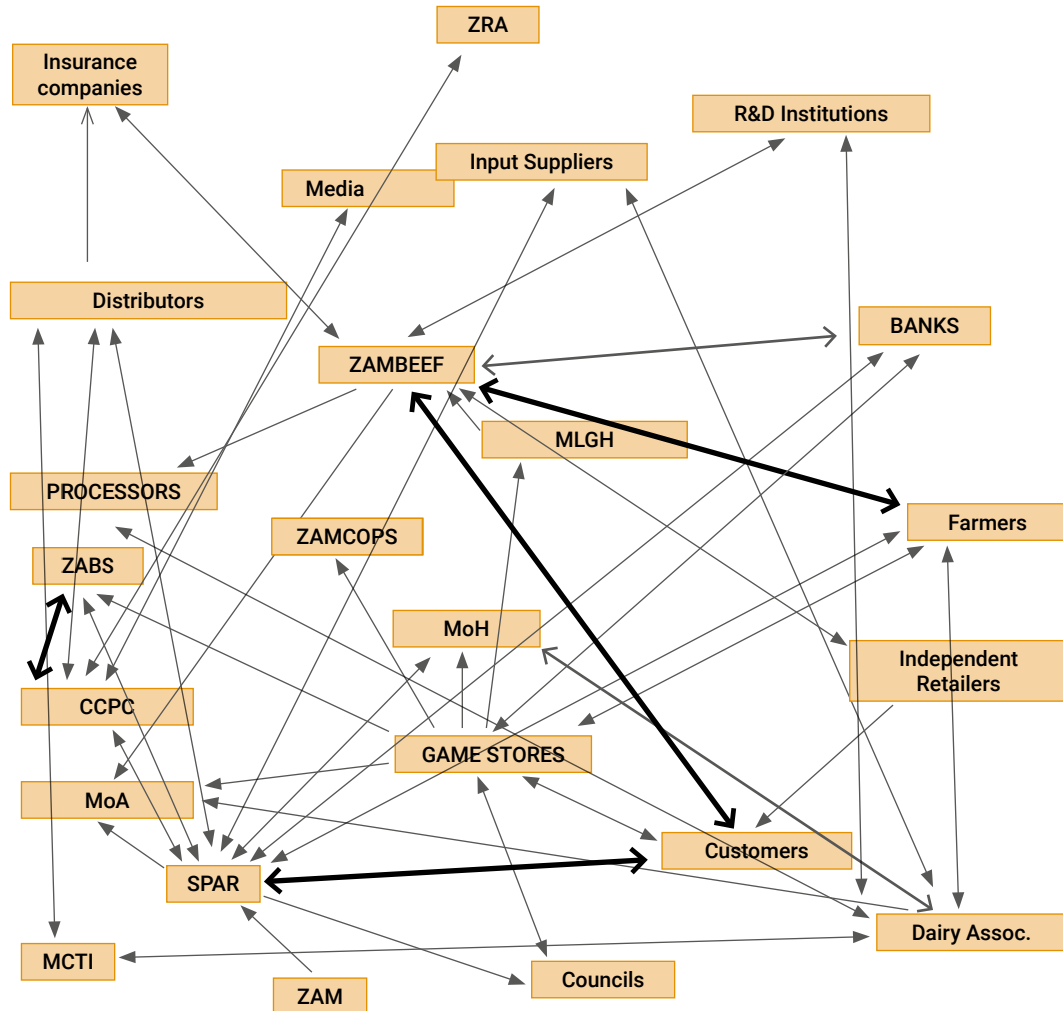 ZRA
Insurance
companies
R&D Institutions
Input Suppliers
Media
Distributors
BANKS
ZAMBEEF
MLGH
PROCESSORS
Farmers
ZAMCOPS
ZABS
MoH
Independent
Retailers
CCPC
GAME STORES
MoA
Customers
SPAR
Dairy Assoc.
MCTI
Councils
ZAM